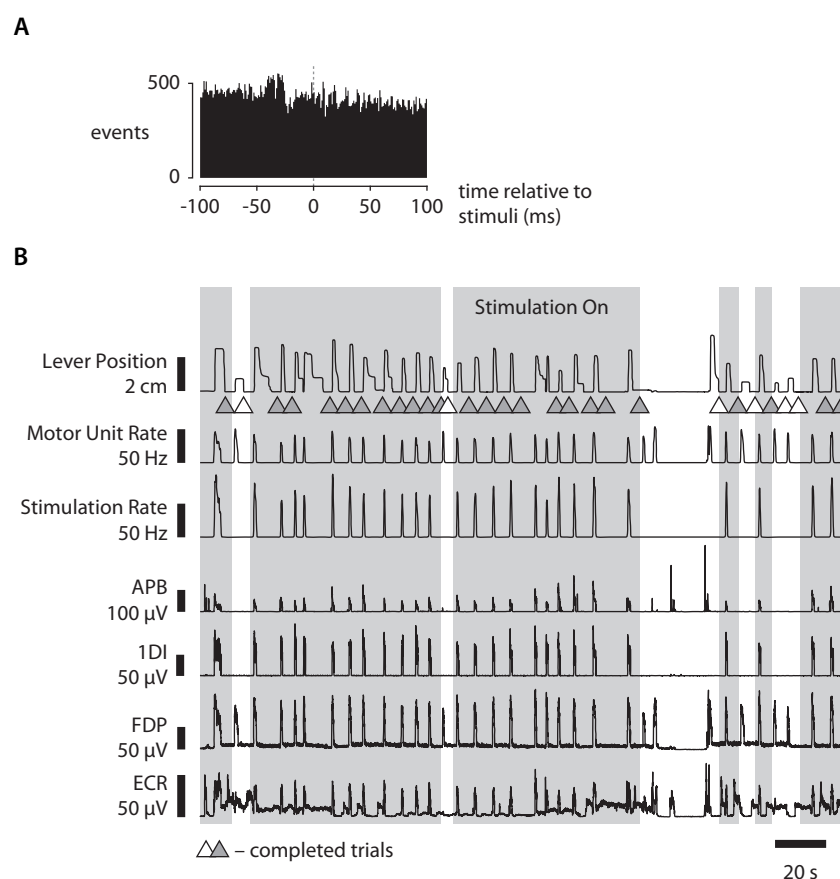 A
500
events
0
-100 -50 0 50 100
time relative to
stimuli (ms)
B
Stimulation On
Lever Position
2 cm
Motor Unit Rate
50 Hz
Stimulation Rate
50 Hz
APB
100 µV
1DI
50 µV
FDP
50 µV
ECR
50 µV
– completed trials
20 s